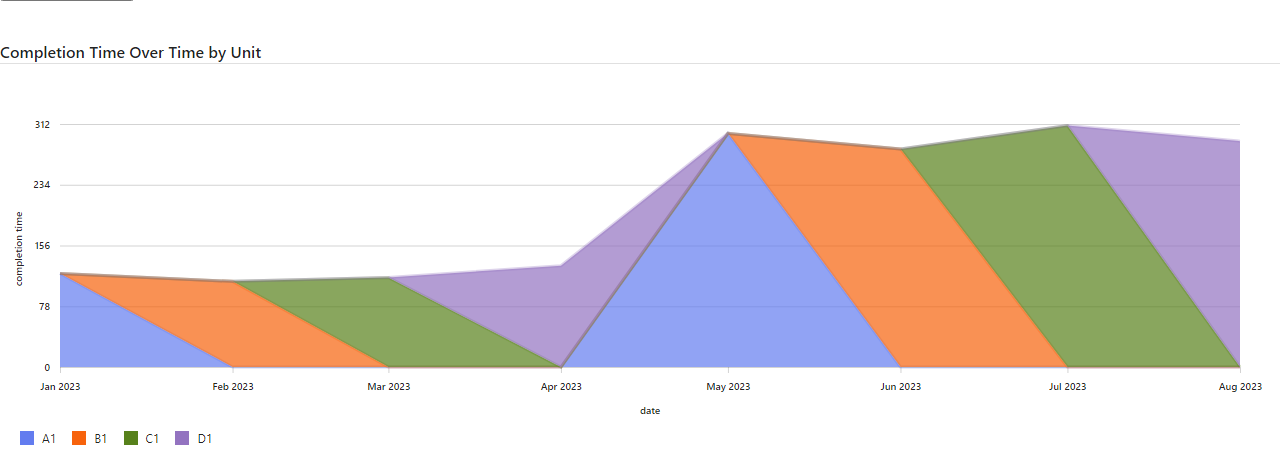 Completion Time Over Time by Unit
312
234
156
78
0
completion time
Jan 2023 Feb 2023 Mar 2023 Apr 2023 May 2023 Jun 2023 Jul 2023 Aug 2023
date
A1 B1 C1 D1